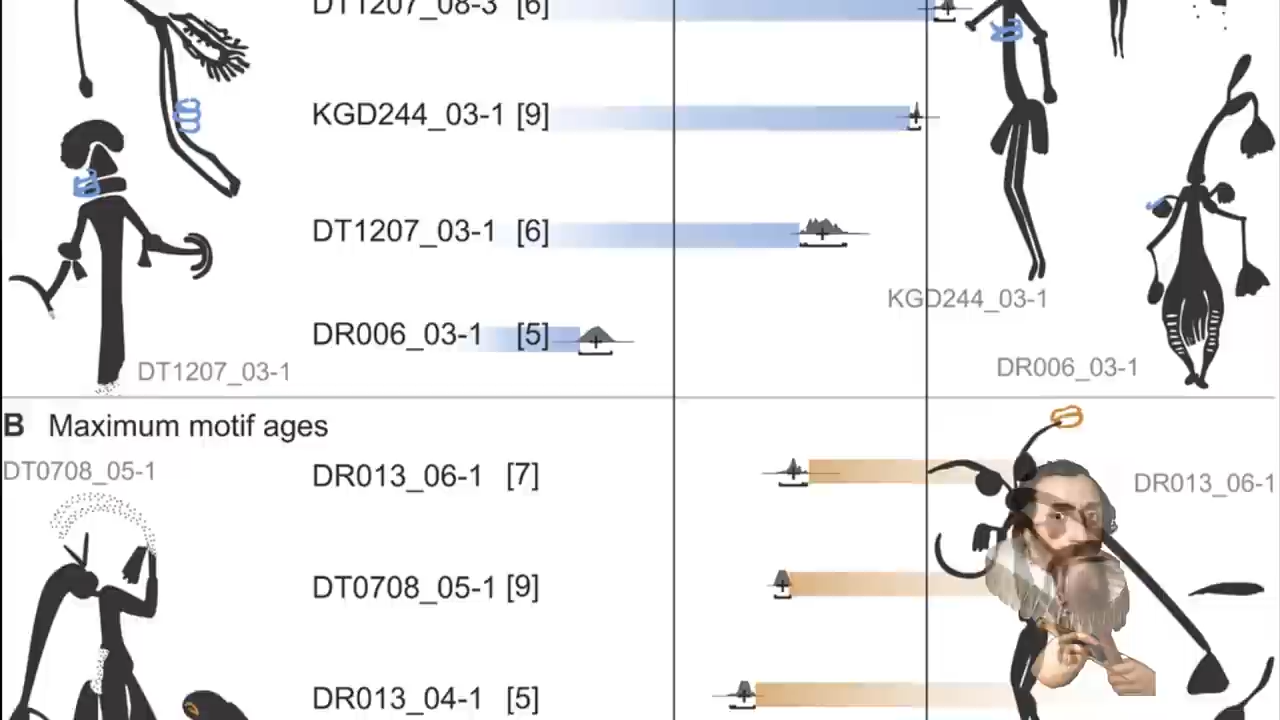 DT1207_08-3 [6]
KGD244_03-1 [9]
DT1207_03-1 [6]
KGD244_03-1
DR006_03-1 [5]
DT1207_03-1
DR006_03-1
B Maximum motif ages
DT0708_05-1
DR013_06-1 [7]
DR013_06-1
DT0708_05-1 [9]
DR013_04-1 [5]